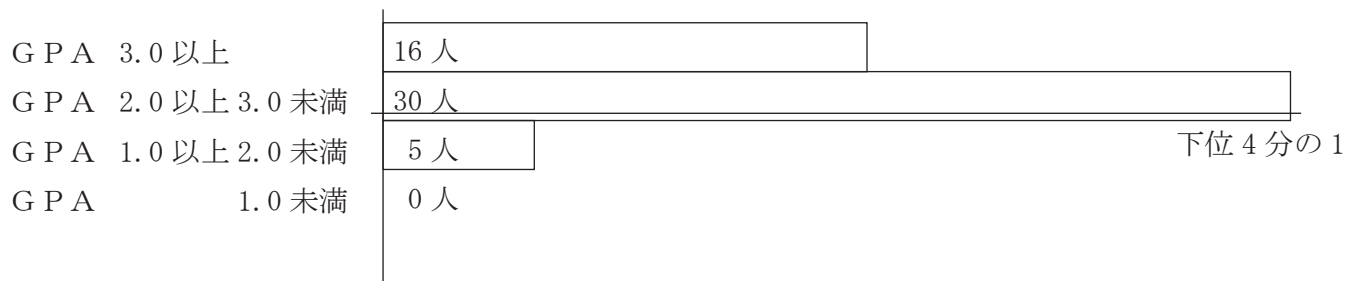 GPA 3.0以上 16人
GPA 2.0以上3.0未満 30人
下位4分の1
GPA 1.0以上2.0未満 5人
GPA 1.0未満 0人